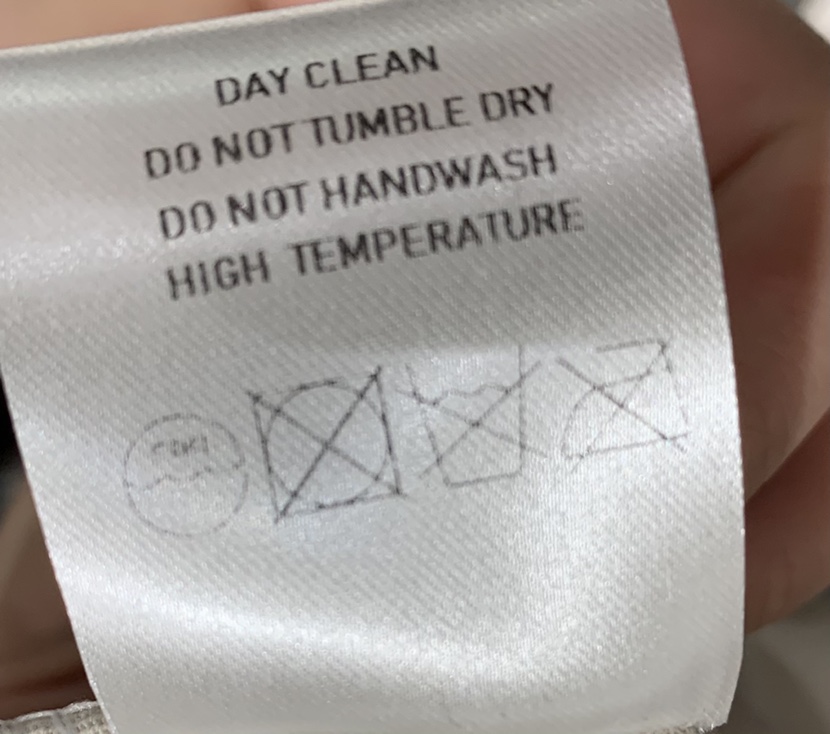 DAY CLEAN
DO NOT TUMBLE DRY
DO NOT HANDWASH
HIGH TEMPERATURE